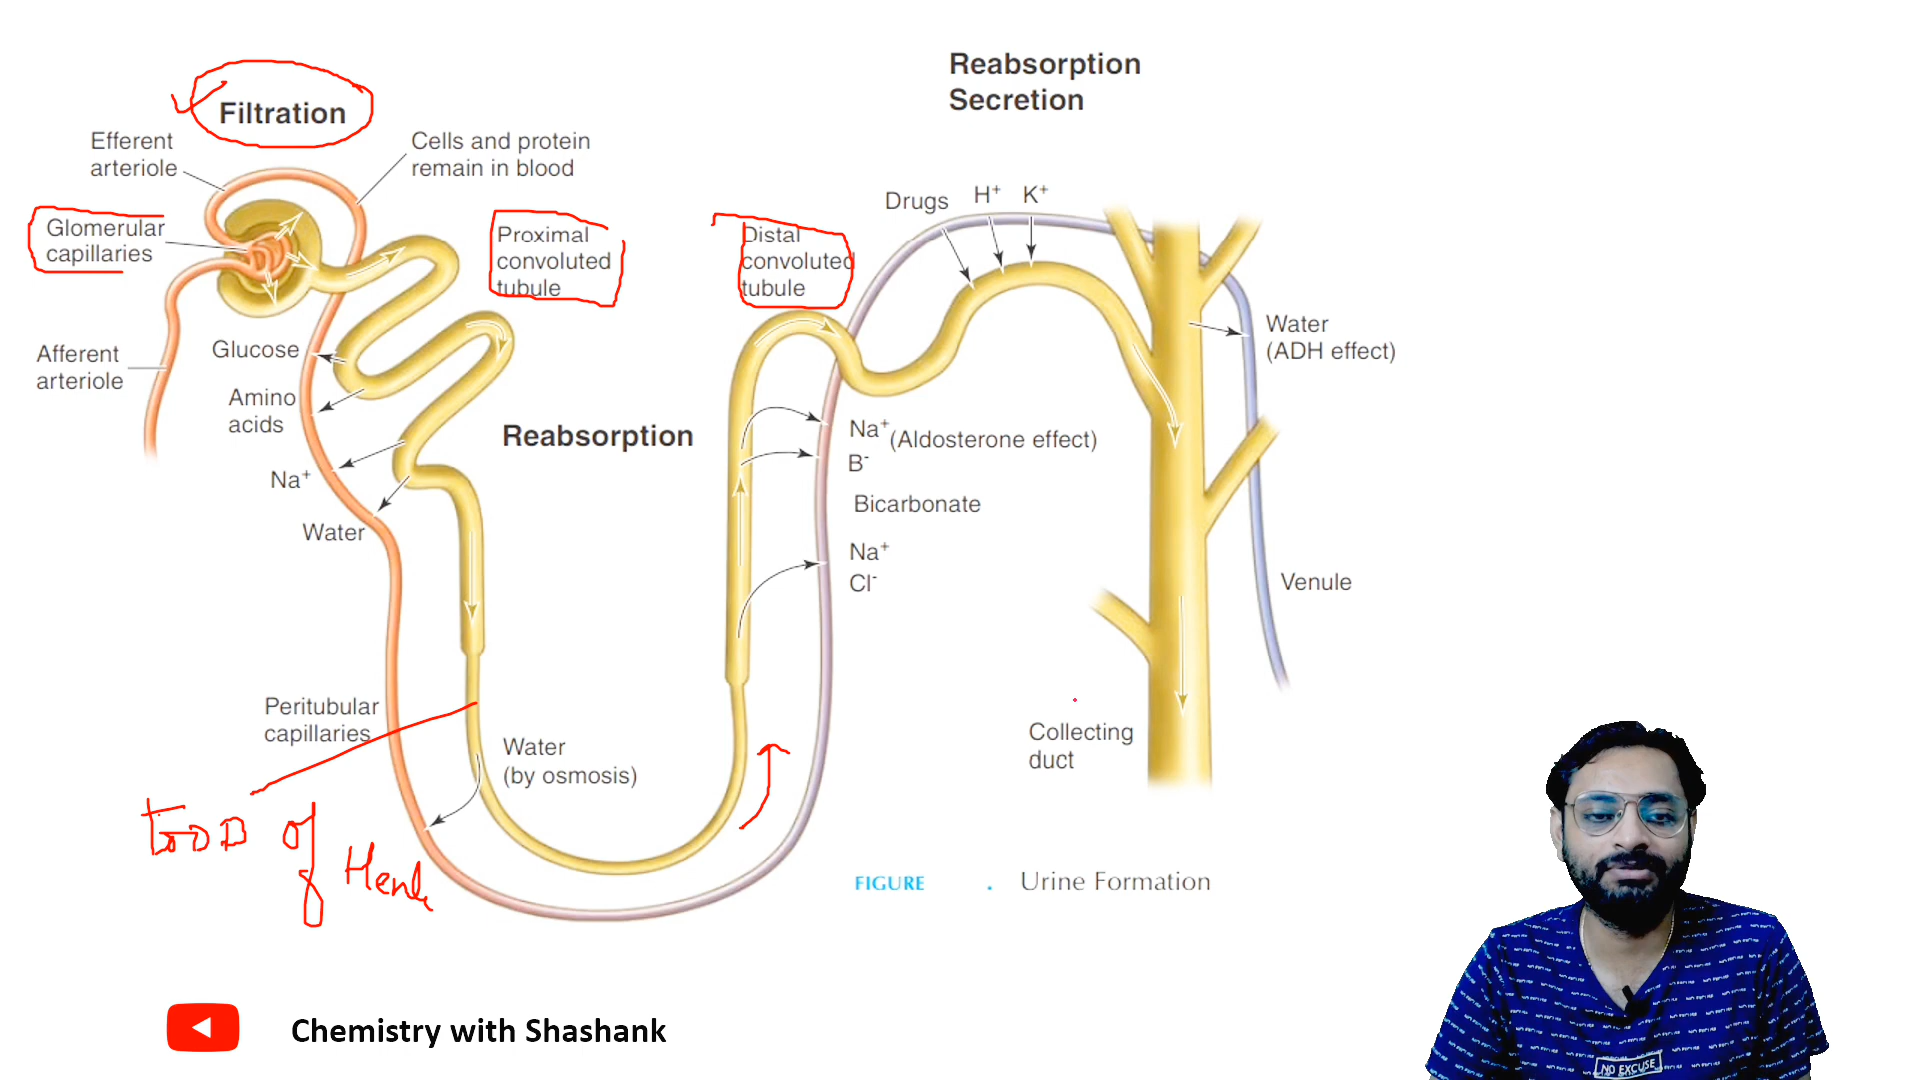 Reabsorption
Secretion
Filtration
Efferent
arteriole
Cells and protein
remain in blood
Drugs H⁺ K⁺
Glomerular
capillaries
Proximal
convoluted
tubule
Distal
convoluted
tubule
Water
(ADH effect)
Afferent
arteriole
Glucose
Amino
acids
Reabsorption
Na⁺ (Aldosterone effect)
B⁻
Na⁺
Bicarbonate
Water
Na⁺
Cl⁻
Venule
Peritubular
capillaries
Water
(by osmosis)
Collecting
duct
of
Henle
FIGURE . Urine Formation
Chemistry with Shashank
NO EXCUSE